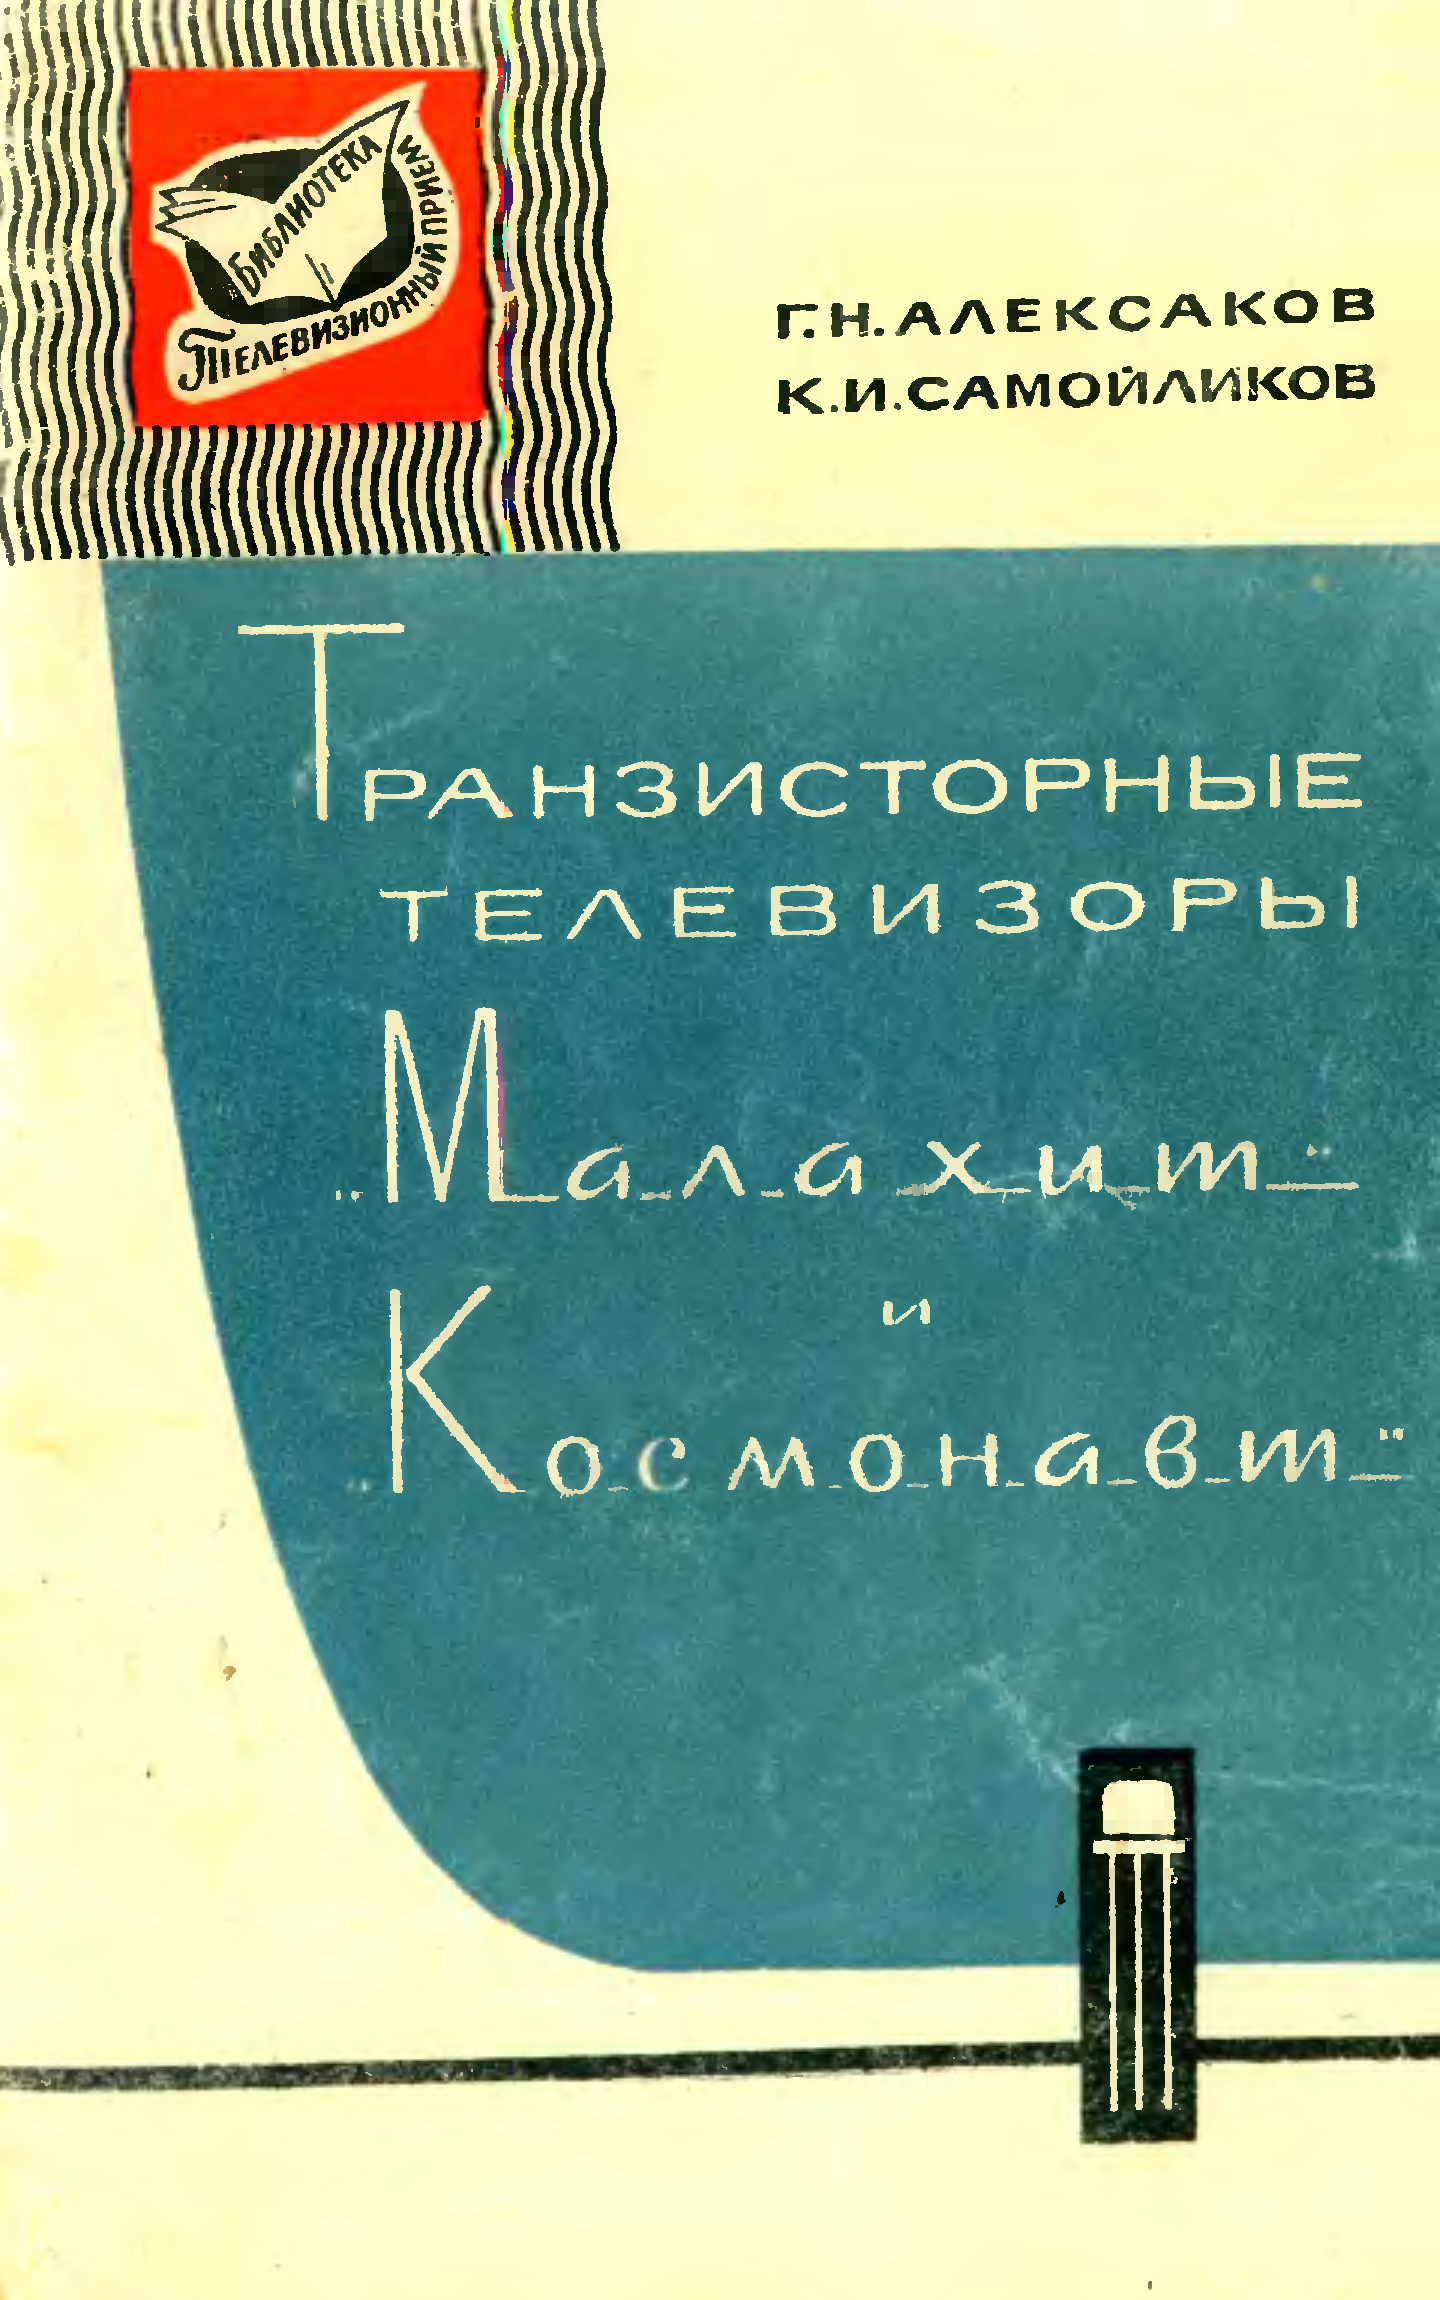 БИБЛИОТЕКА
ТЕЛЕВИЗИОННЫЙ ПРИЕМ
Г.Н. АЛЕКСАКОВ
К.И. САМОЙЛИКОВ
ТРАНЗИСТОРНЫЕ
ТЕЛЕВИЗОРЫ
„Малахит“
и
„Космонавт“